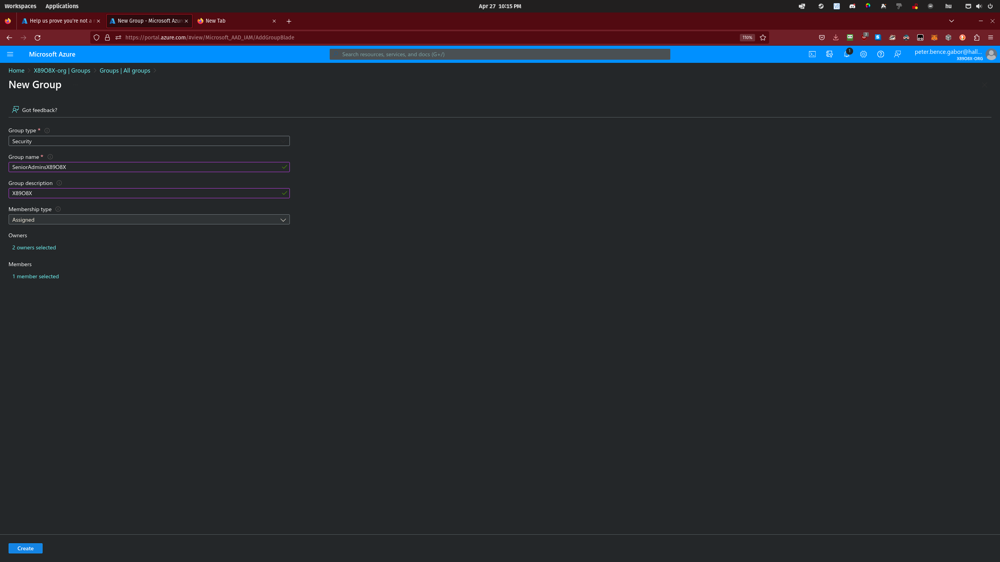 Workspaces Applications Apr 27 10:15 PM hu
Help us prove you're not a New Group - Microsoft Azure New Tab
https://portal.azure.com/#view/Microsoft_AAD_IAM/AddGroupBlade 110% 3
Microsoft Azure Search resources, services, and docs (G+/) 1 peter.bence.gabor@hall...
X89O8X-ORG
Home X89O8X-org | Groups Groups | All groups
New Group
Got feedback?
Group type *
Security
Group name *
SeniorAdminsX89O8X
Group description
X89O8X
Membership type
Assigned
Owners
2 owners selected
Members
1 member selected
Create